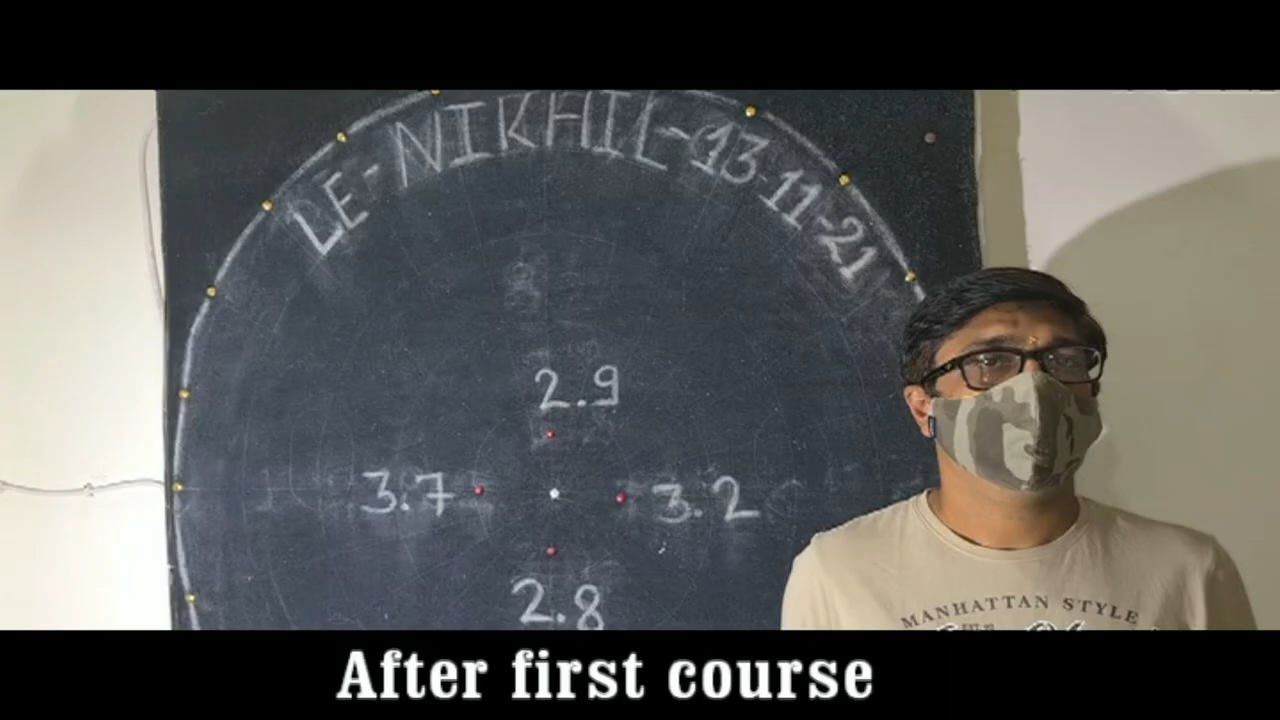 LE-NIKHIL-13-11-21
2.9
3.7 3.2
2.8
MANHATTAN STYLE
After first course